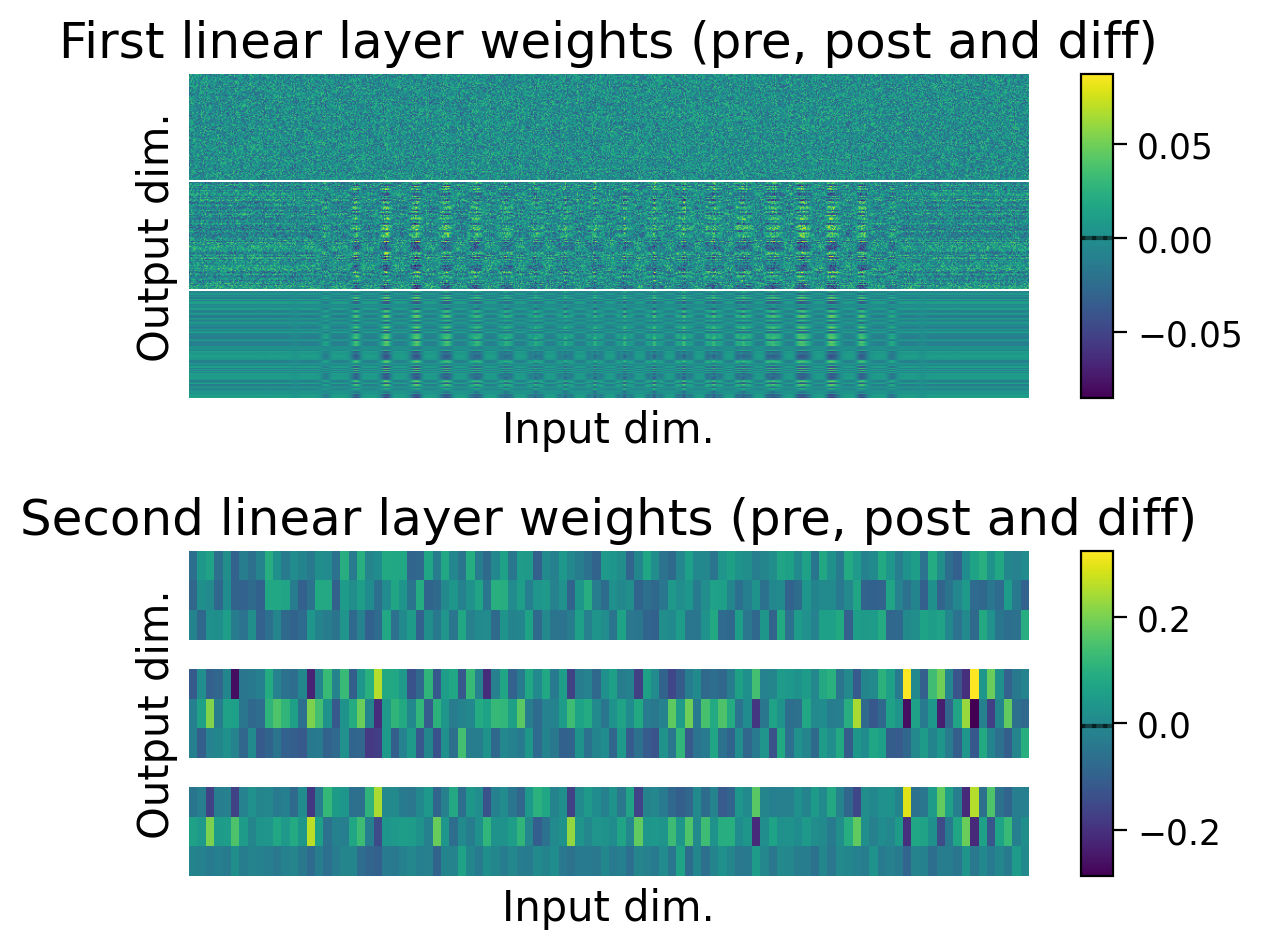 First linear layer weights (pre, post and diff)
Output dim.
0.05
0.00
−0.05
Input dim.
Second linear layer weights (pre, post and diff)
Output dim.
0.2
0.0
−0.2
Input dim.